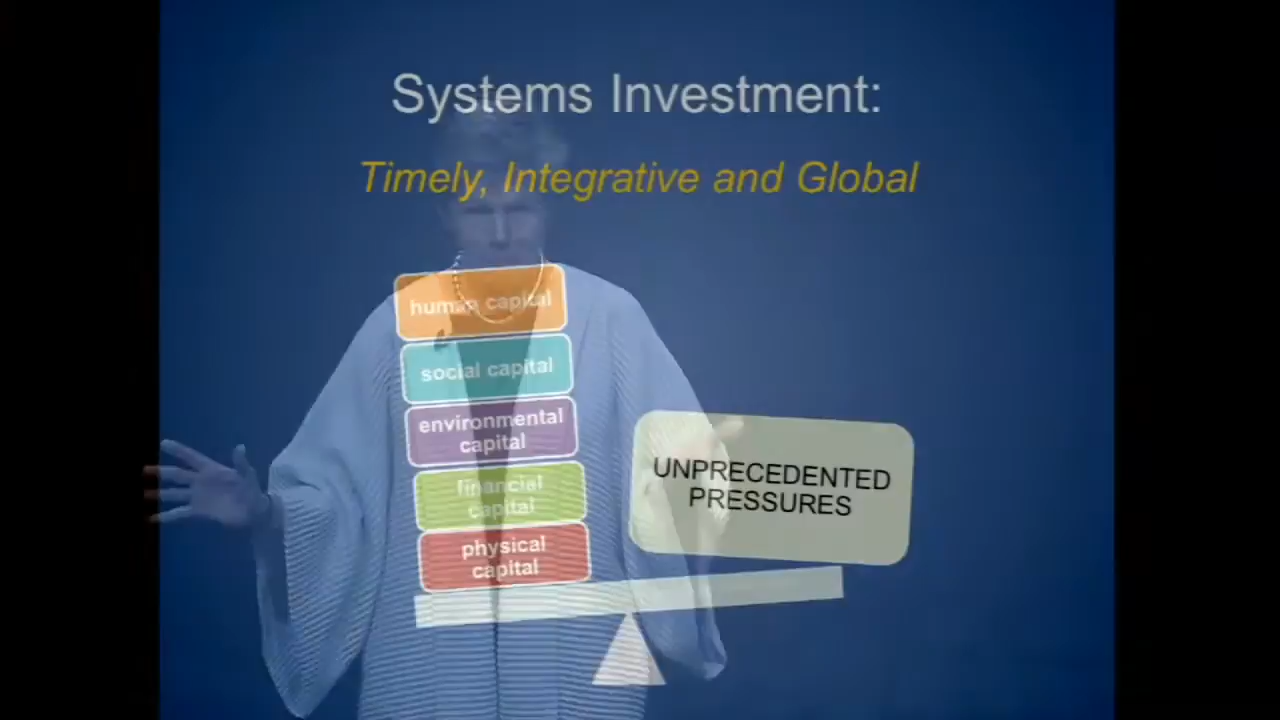 Systems Investment:
Timely, Integrative and Global
human capital
social capital
environmental
capital
financial
capital
physical
capital
UNPRECEDENTED
PRESSURES